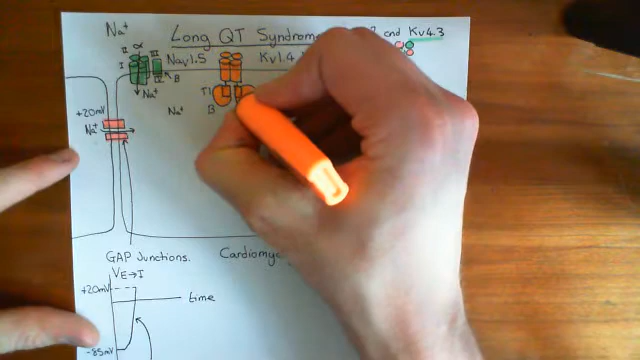 Na⁺
Long QT Syndrome
2 and Kv4.3
II α III
I
IV
B
Nav1.5
Kv1.4
Na⁺
T1
B
Na⁺
+20mV
Na⁺
GAP Junctions.
VE→I
+20mV
time
-85mV